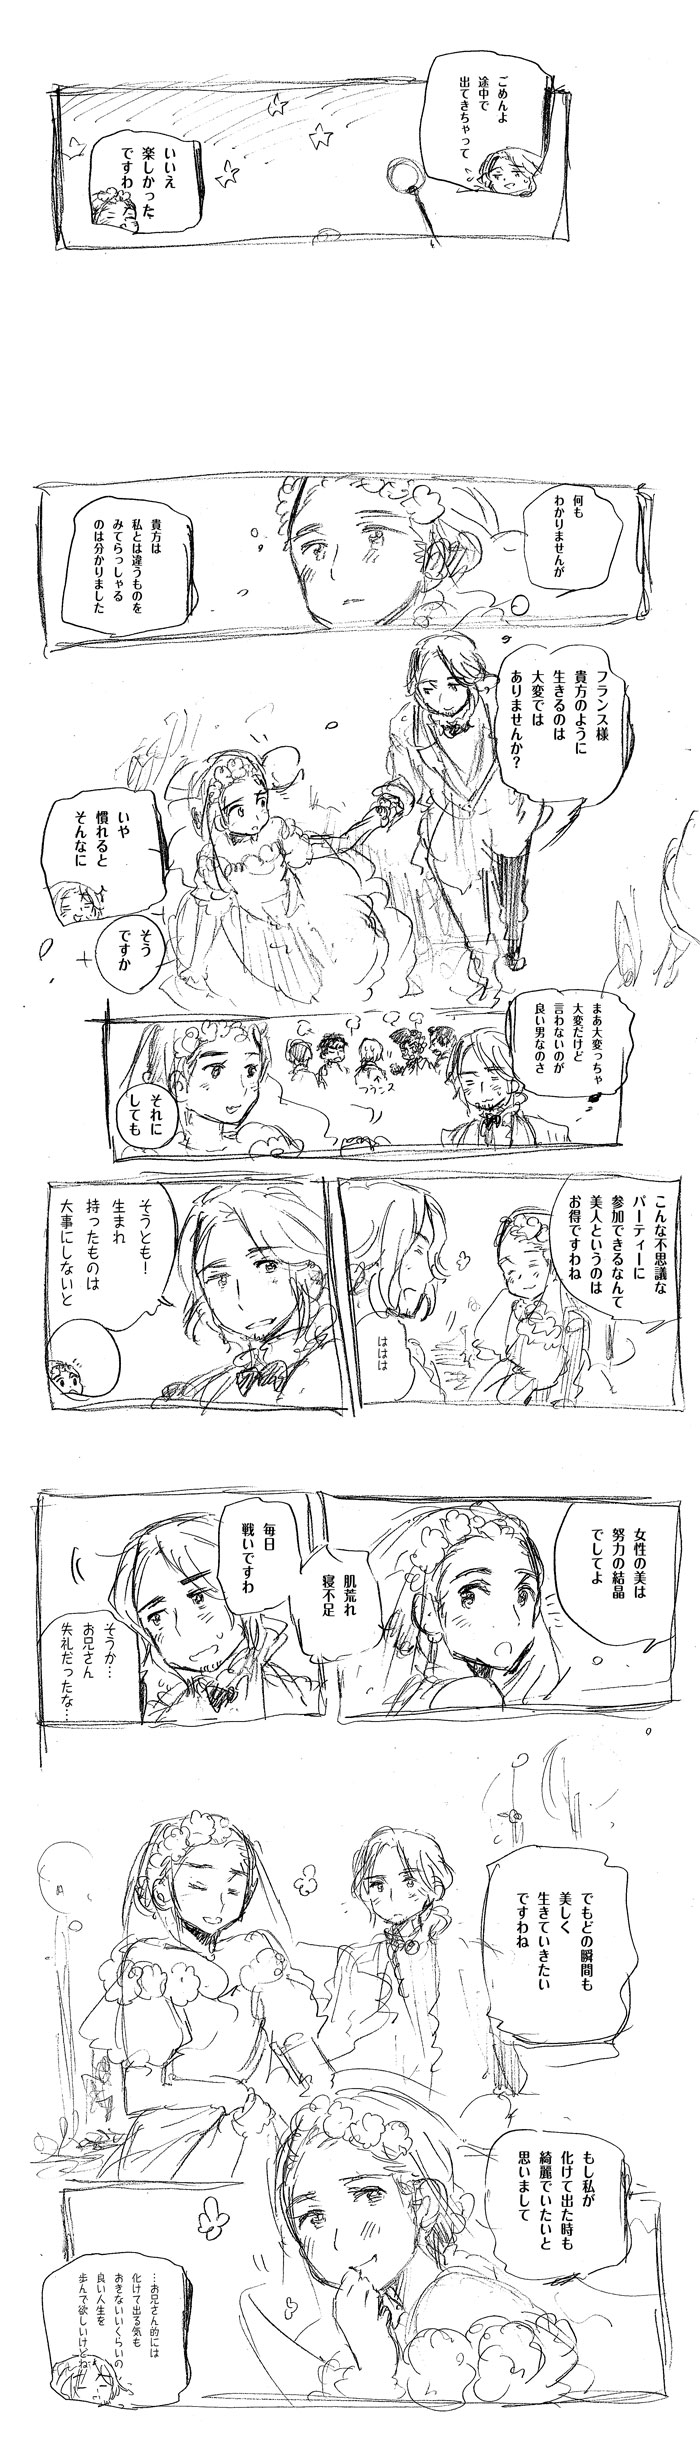 ごめんよ
途中で
出てきちゃって
いいえ
楽しかった
ですわ
何も
わかりませんが
貴方は
私とは違うものを
みてらっしゃる
のは分かりました
フランス様
貴方のように
生きるのは
大変では
ありませんか?
いや
慣れると
そんなに
そう
ですか
まあ大変っちゃ
大変だけど
言わないのが
良い男なのさ
フランス
それに
しても
こんな不思議な
パーティーに
参加できるなんて
美人というのは
お得ですわね
ははは
そうとも!
生まれ
持ったものは
大事にしないと
女性の美は
努力の結晶
でしてよ
肌荒れ
寝不足
毎日
戦いですわ
そうか…
お兄さん
失礼だったな…
でもどの瞬間も
美しく
生きていきたい
ですわね
もし私が
化けて出た時も
綺麗でいたいと
思いまして
…お兄さん的には
化けて出る気も
おきないいくらいの
良い人生を
歩んで欲しいけどね